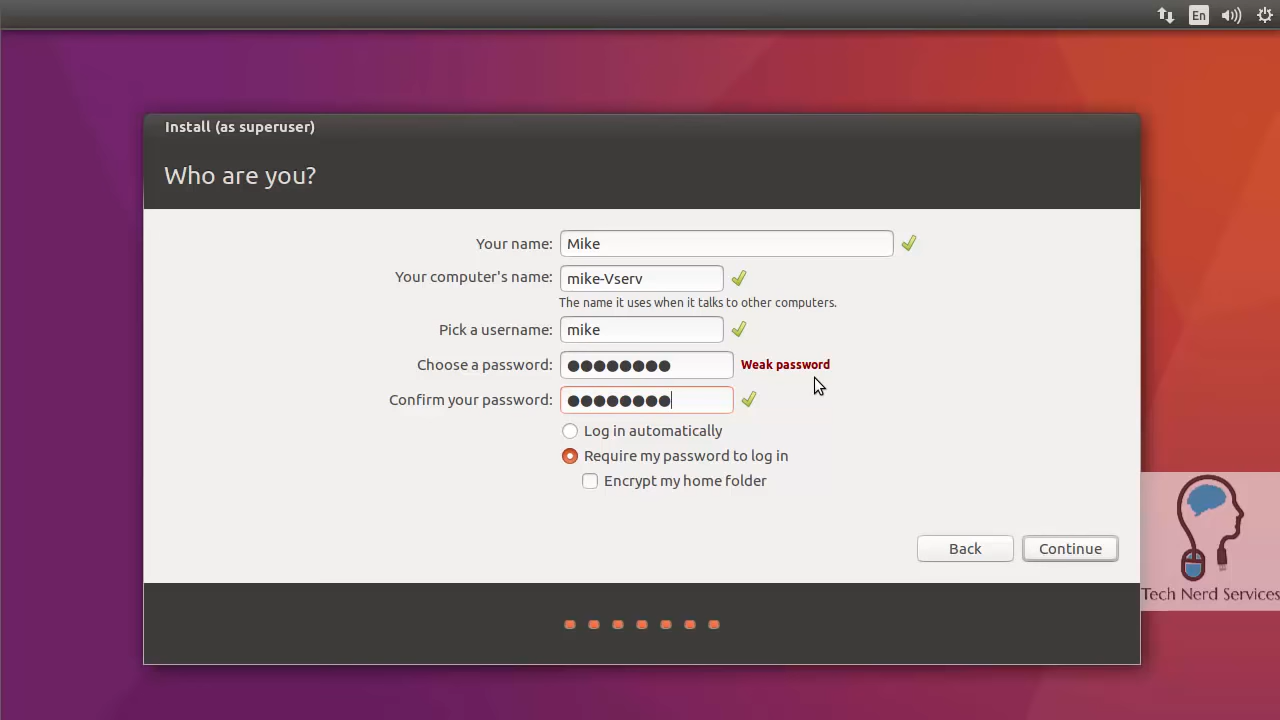 En
Install (as superuser)
Who are you?
Your name: Mike
Your computer's name: mike-Vserv
The name it uses when it talks to other computers.
Pick a username: mike
Choose a password: ●●●●●●●● Weak password
Confirm your password: ●●●●●●●●
Log in automatically
Require my password to log in
Encrypt my home folder
Back Continue
Tech Nerd Services